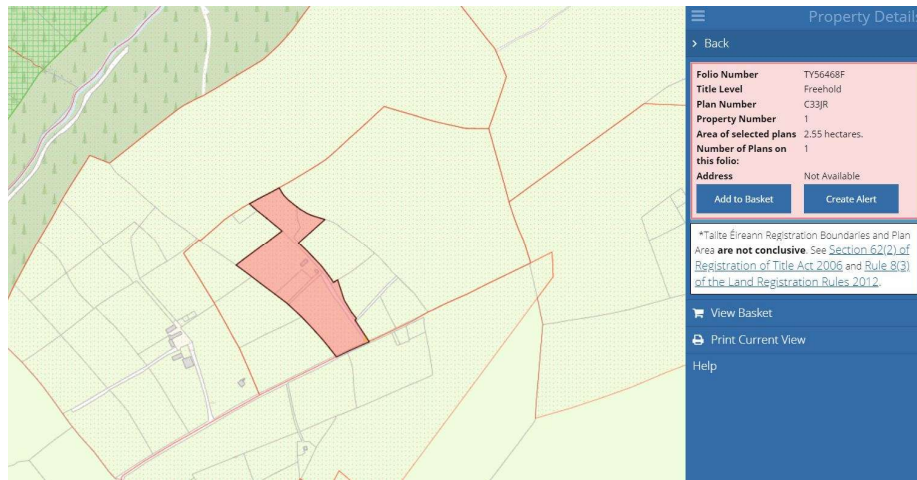 Property Details
> Back
Folio Number TY56468F
Title Level Freehold
Plan Number C33JR
Property Number 1
Area of selected plans 2.55 hectares.
Number of Plans on 1
this folio:
Address Not Available
Add to Basket Create Alert
*Tailte Éireann Registration Boundaries and Plan
Area are not conclusive. See Section 62(2) of
Registration of Title Act 2006 and Rule 8(3)
of the Land Registration Rules 2012.
View Basket
Print Current View
Help